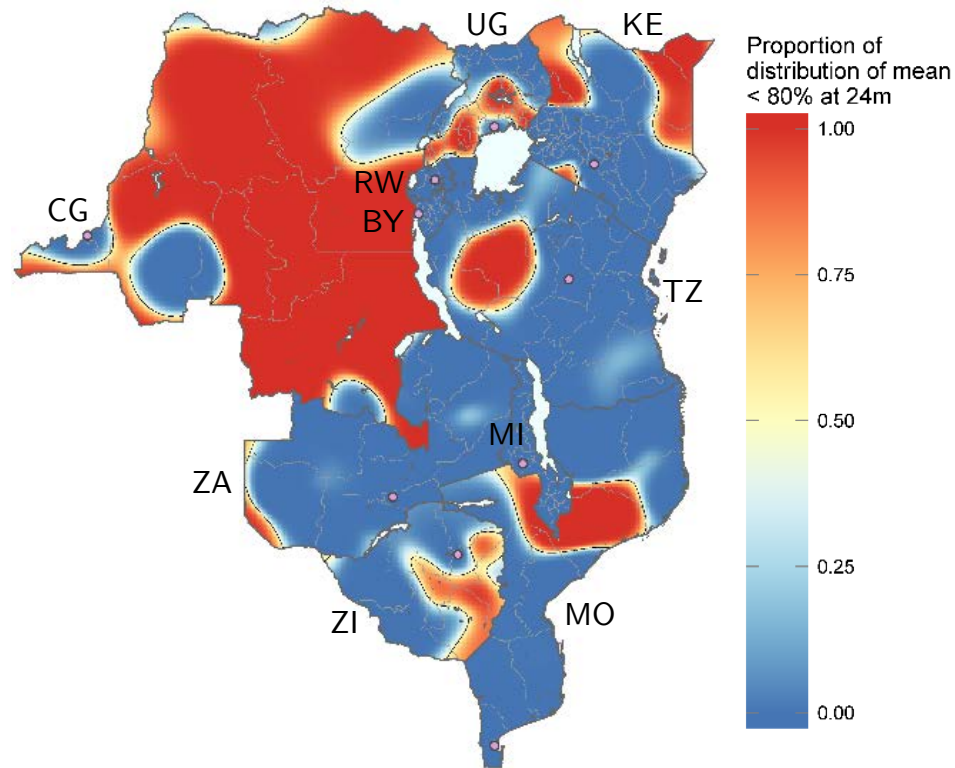 UG
KE
Proportion of
distribution of mean
< 80% at 24m
1.00
RW
CG
BY
0.75
TZ
0.50
MI
ZA
0.25
ZI
MO
0.00